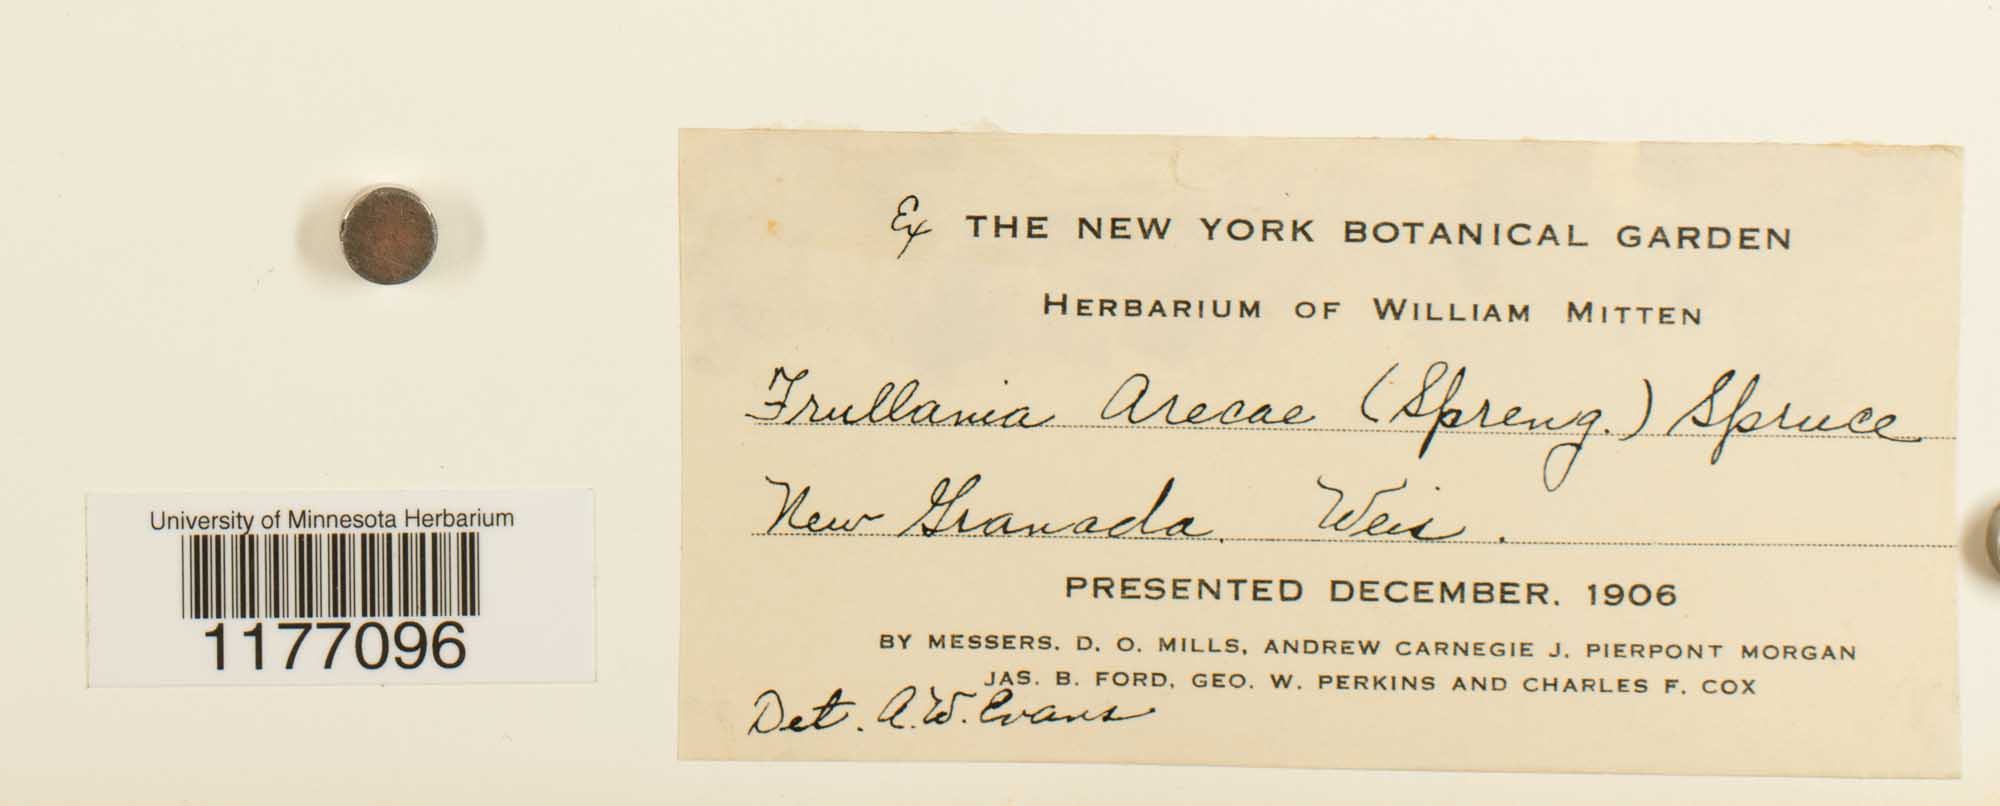 Ex THE NEW YORK BOTANICAL GARDEN
HERBARIUM OF WILLIAM MITTEN
Frullania Arecae (Spreng.) Spruce
New Granada. Weis.
PRESENTED DECEMBER, 1906
BY MESSERS. D. O. MILLS, ANDREW CARNEGIE J. PIERPONT MORGAN
JAS. B. FORD, GEO. W. PERKINS AND CHARLES F. COX
Det. A.W. Evans
University of Minnesota Herbarium
1177096